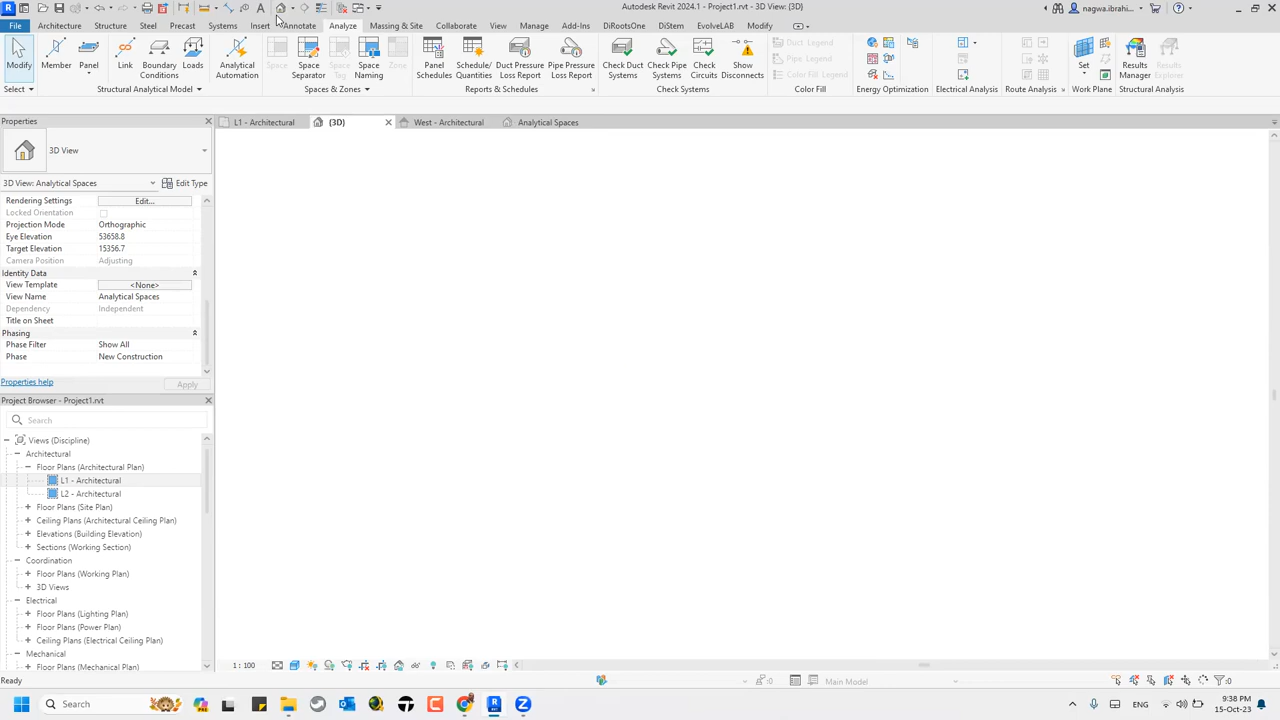 Autodesk Revit 2024.1 - Project1.rvt - 3D View: {3D}
nagwa.ibrahi...
File Architecture Structure Steel Precast Systems Insert Annotate Analyze Massing & Site Collaborate View Manage Add-Ins DiRootsOne DiStem EvolveLAB Modify
Modify Member Panel Link Boundary Conditions Loads Analytical Automation Space Space Separator Space Tag Space Naming Zone Panel Schedules Schedule/ Quantities Duct Pressure Loss Report Pipe Pressure Loss Report Check Duct Systems Check Pipe Systems Check Circuits Show Disconnects Duct Legend Pipe Legend Color Fill Legend Set Results Manager Results Explorer
Select Structural Analytical Model Spaces & Zones Reports & Schedules Check Systems Color Fill Energy Optimization Electrical Analysis Work Plane Route Analysis Structural Analysis
Properties
L1 - Architectural {3D} West - Architectural Analytical Spaces
3D View
3D View: Analytical Spaces Edit Type
Rendering Settings Edit...
Locked Orientation
Projection Mode Orthographic
Eye Elevation 53658.8
Target Elevation 15356.7
Camera Position Adjusting
Identity Data
View Template <None>
View Name Analytical Spaces
Dependency Independent
Title on Sheet
Phasing
Phase Filter Show All
Phase New Construction
Properties help Apply
Project Browser - Project1.rvt
Search
Views (Discipline)
Architectural
Floor Plans (Architectural Plan)
L1 - Architectural
L2 - Architectural
Floor Plans (Site Plan)
Ceiling Plans (Architectural Ceiling Plan)
Elevations (Building Elevation)
Sections (Working Section)
Coordination
Floor Plans (Working Plan)
3D Views
Electrical
Floor Plans (Lighting Plan)
Floor Plans (Power Plan)
Ceiling Plans (Electrical Ceiling Plan)
Mechanical
Floor Plans (Mechanical Plan)
1 : 100
Ready :0 Main Model :0
Search ENG 9:38 PM
15-Oct-23